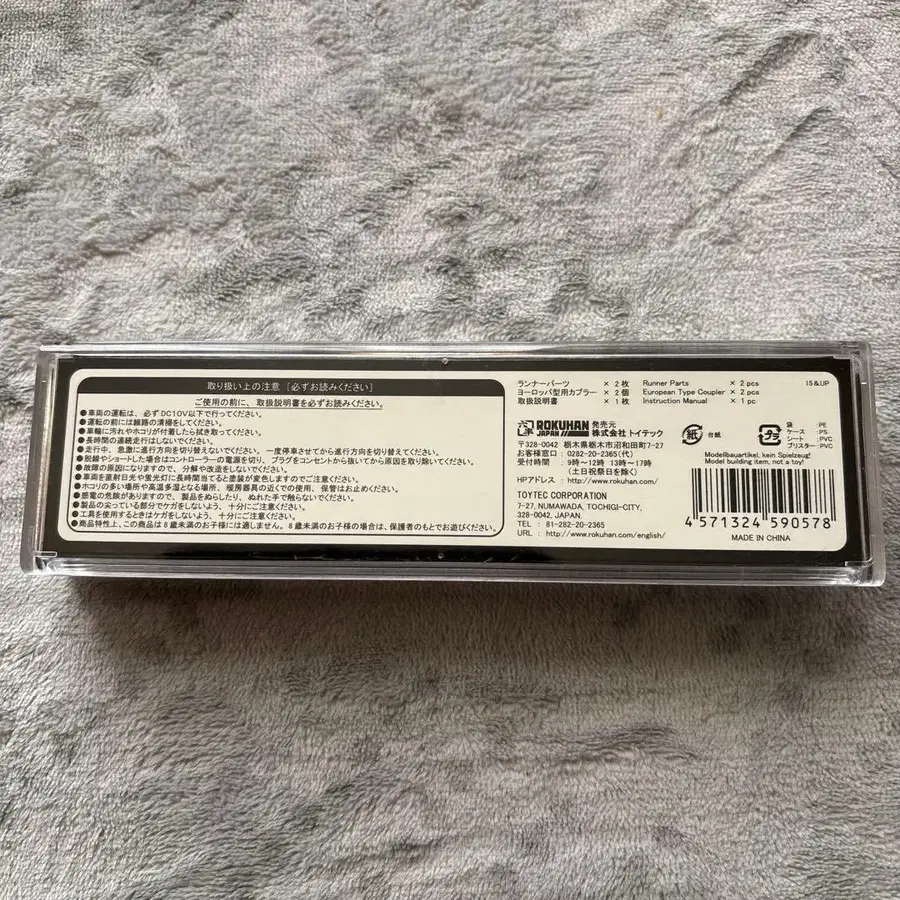 取り扱い上の注意 [必ずお読みください]
ご使用の前に、取扱説明書を必ずお読みください。
●車両の運転は、必ずDC10V以下で行ってください。
●運転の前には線路の清掃をしてください。
●車輪に汚れやホコリが付着したら拭き取ってください。
●長時間の連続走行はしないでください。
●走行中、急激に進行方向を切り替えないでください。一度停車させてから進行方向を切り替えてください。
●脱線やショートした場合はコントローラーの電源を切り、プラグをコンセントから抜いてから原因を取り除いてください。
●故障の原因になりますので、分解や改造をしないでください。
●車両を直射日光や蛍光灯に長時間当てると塗装が変色しますのでご注意ください。
●ホコリの多い場所や高温多湿となる場所、暖房器具の近くでの使用、保管はお止めください。
●感電の危険がありますので、製品をぬらしたり、ぬれた手で触らないでください。
●製品の尖っている部分でケガをしないよう、十分にご注意ください。
●工具を使用するときはケガをしないよう、十分にご注意ください。
●商品特性上、この商品は8歳未満のお子様には適しません。8歳未満のお子様の場合は、保護者のもとでお遊びください。
ランナーパーツ × 2枚 Runner Parts × 2 pcs 15&UP
ヨーロッパ型用カプラー × 2個 European Type Coupler × 2 pcs
取扱説明書 × 1枚 Instruction Manual × 1 pc
六半 ROKUHAN JAPAN 発売元 株式会社 トイテック
〒328-0042 栃木県栃木市沼和田町7-27
お客様窓口: 0282-20-2365(代)
受付時間 : 9時～12時 13時～17時
(土日祝祭日を除く)
HPアドレス : http://www.rokuhan.com/
TOYTEC CORPORATION
7-27, NUMAWADA, TOCHIGI-CITY,
328-0042, JAPAN.
TEL : 81-282-20-2365
URL : http://www.rokuhan.com/english/
紙 台紙
プラ
袋 :PE
ケース :PS
シート :PVC
ブリスター:PVC
Modellbauartikel, kein Spielzeug!
Model building item, not a toy!
4 571324 590578
MADE IN CHINA